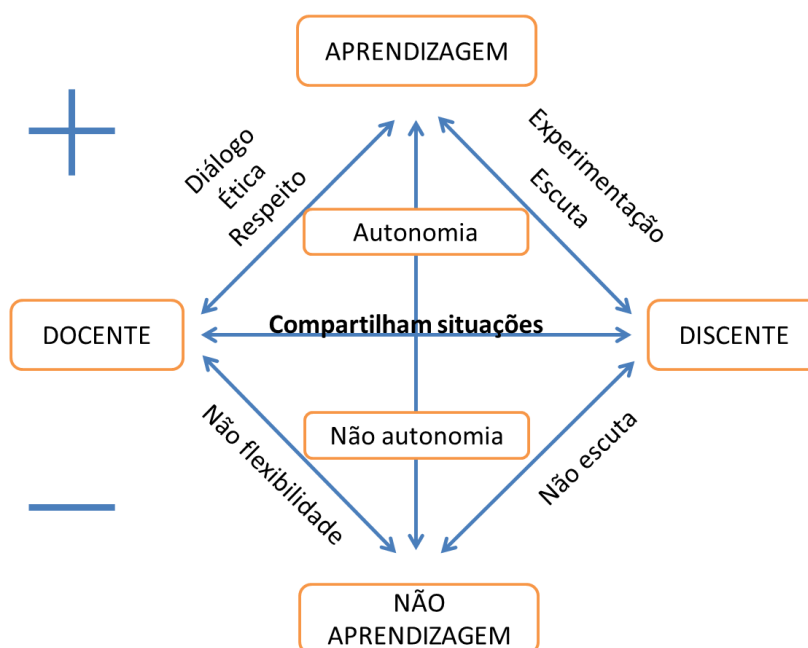 APRENDIZAGEM
Diálogo
Ética
Respeito
Experimentação
Escuta
Autonomia
DOCENTE
Compartilham situações
DISCENTE
Não flexibilidade
Não autonomia
Não escuta
NÃO
APRENDIZAGEM